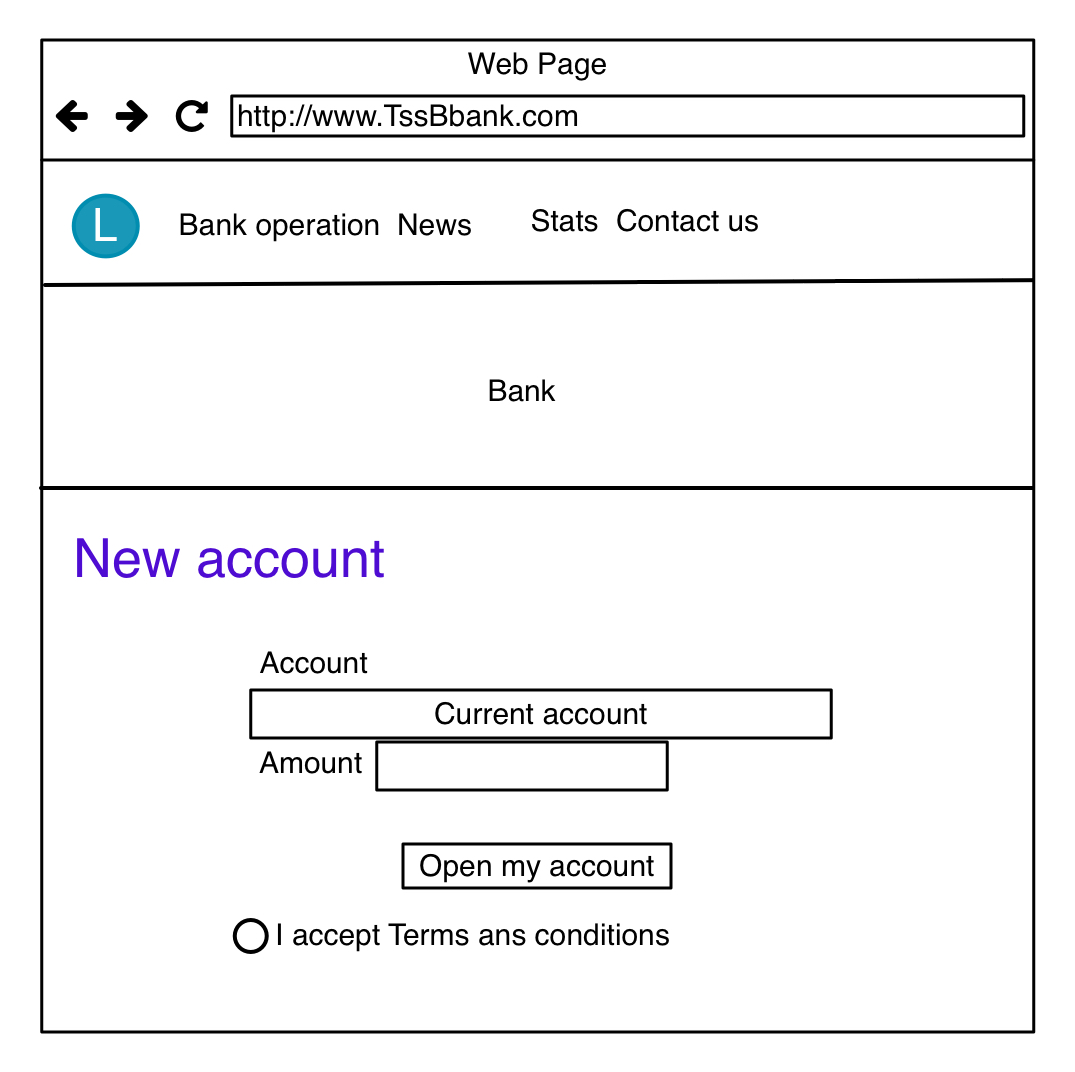 Web Page
http://www.TssBbank.com
L
Bank operation News Stats Contact us
Bank
New account
Account
Current account
Amount
Open my account
I accept Terms ans conditions